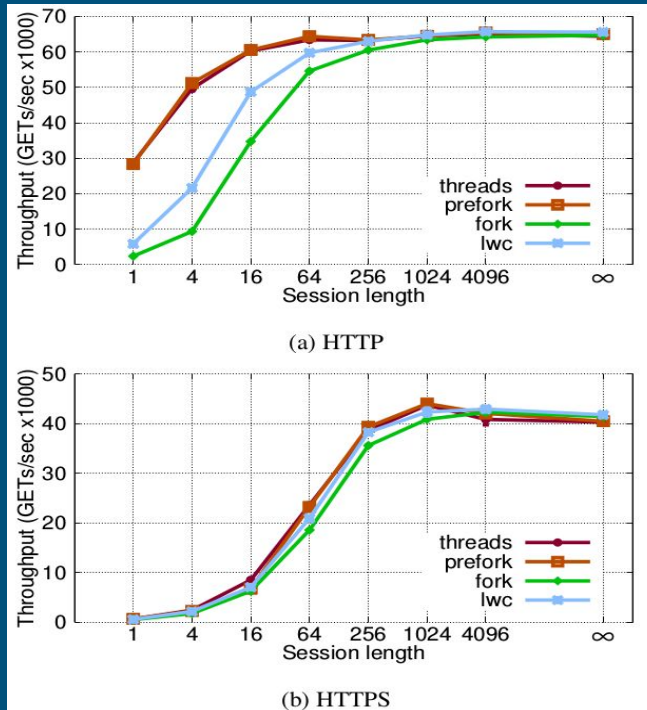 Throughput (GETs/sec x1000)
70
60
50
40
30
20
10
0
threads
prefork
fork
lwc
1 4 16 64 256 1024 4096 ∞
Session length
(a) HTTP
Throughput (GETs/sec x1000)
50
40
30
20
10
0
threads
prefork
fork
lwc
1 4 16 64 256 1024 4096 ∞
Session length
(b) HTTPS